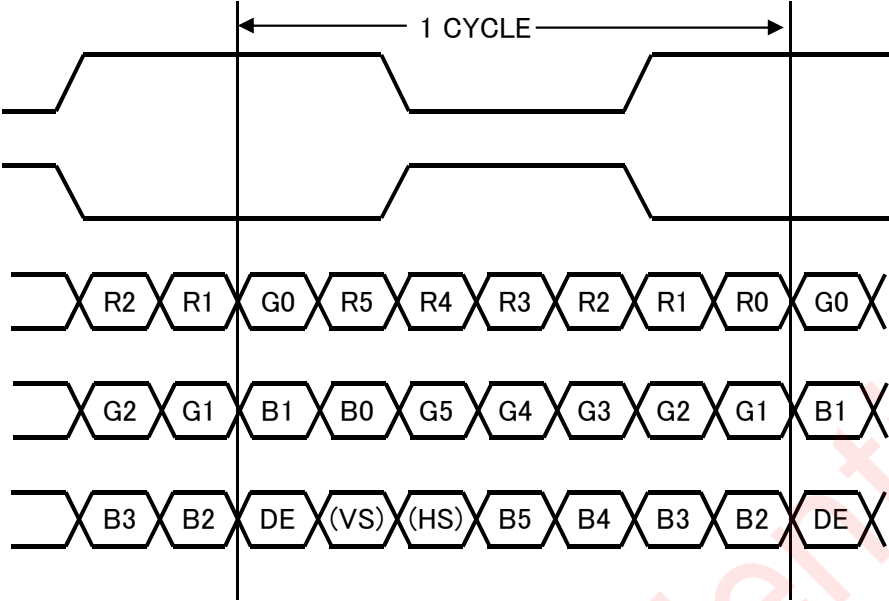 1 CYCLE
R2 R1 G0 R5 R4 R3 R2 R1 R0 G0
G2 G1 B1 B0 G5 G4 G3 G2 G1 B1
B3 B2 DE (VS) (HS) B5 B4 B3 B2 DE